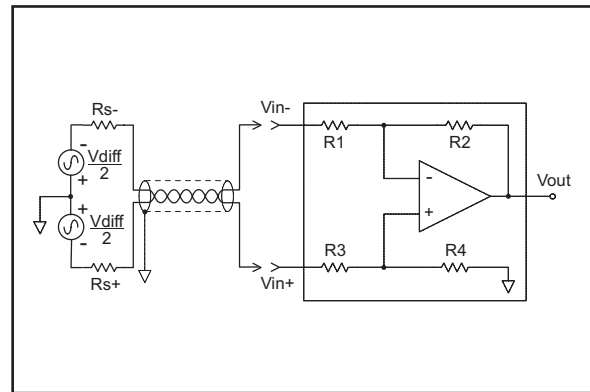 Rs-
-
Vdiff
2
+
+
Vdiff
2
-
Rs+
Vin-
Vin+
R1
R2
-
+
R3
R4
Vout